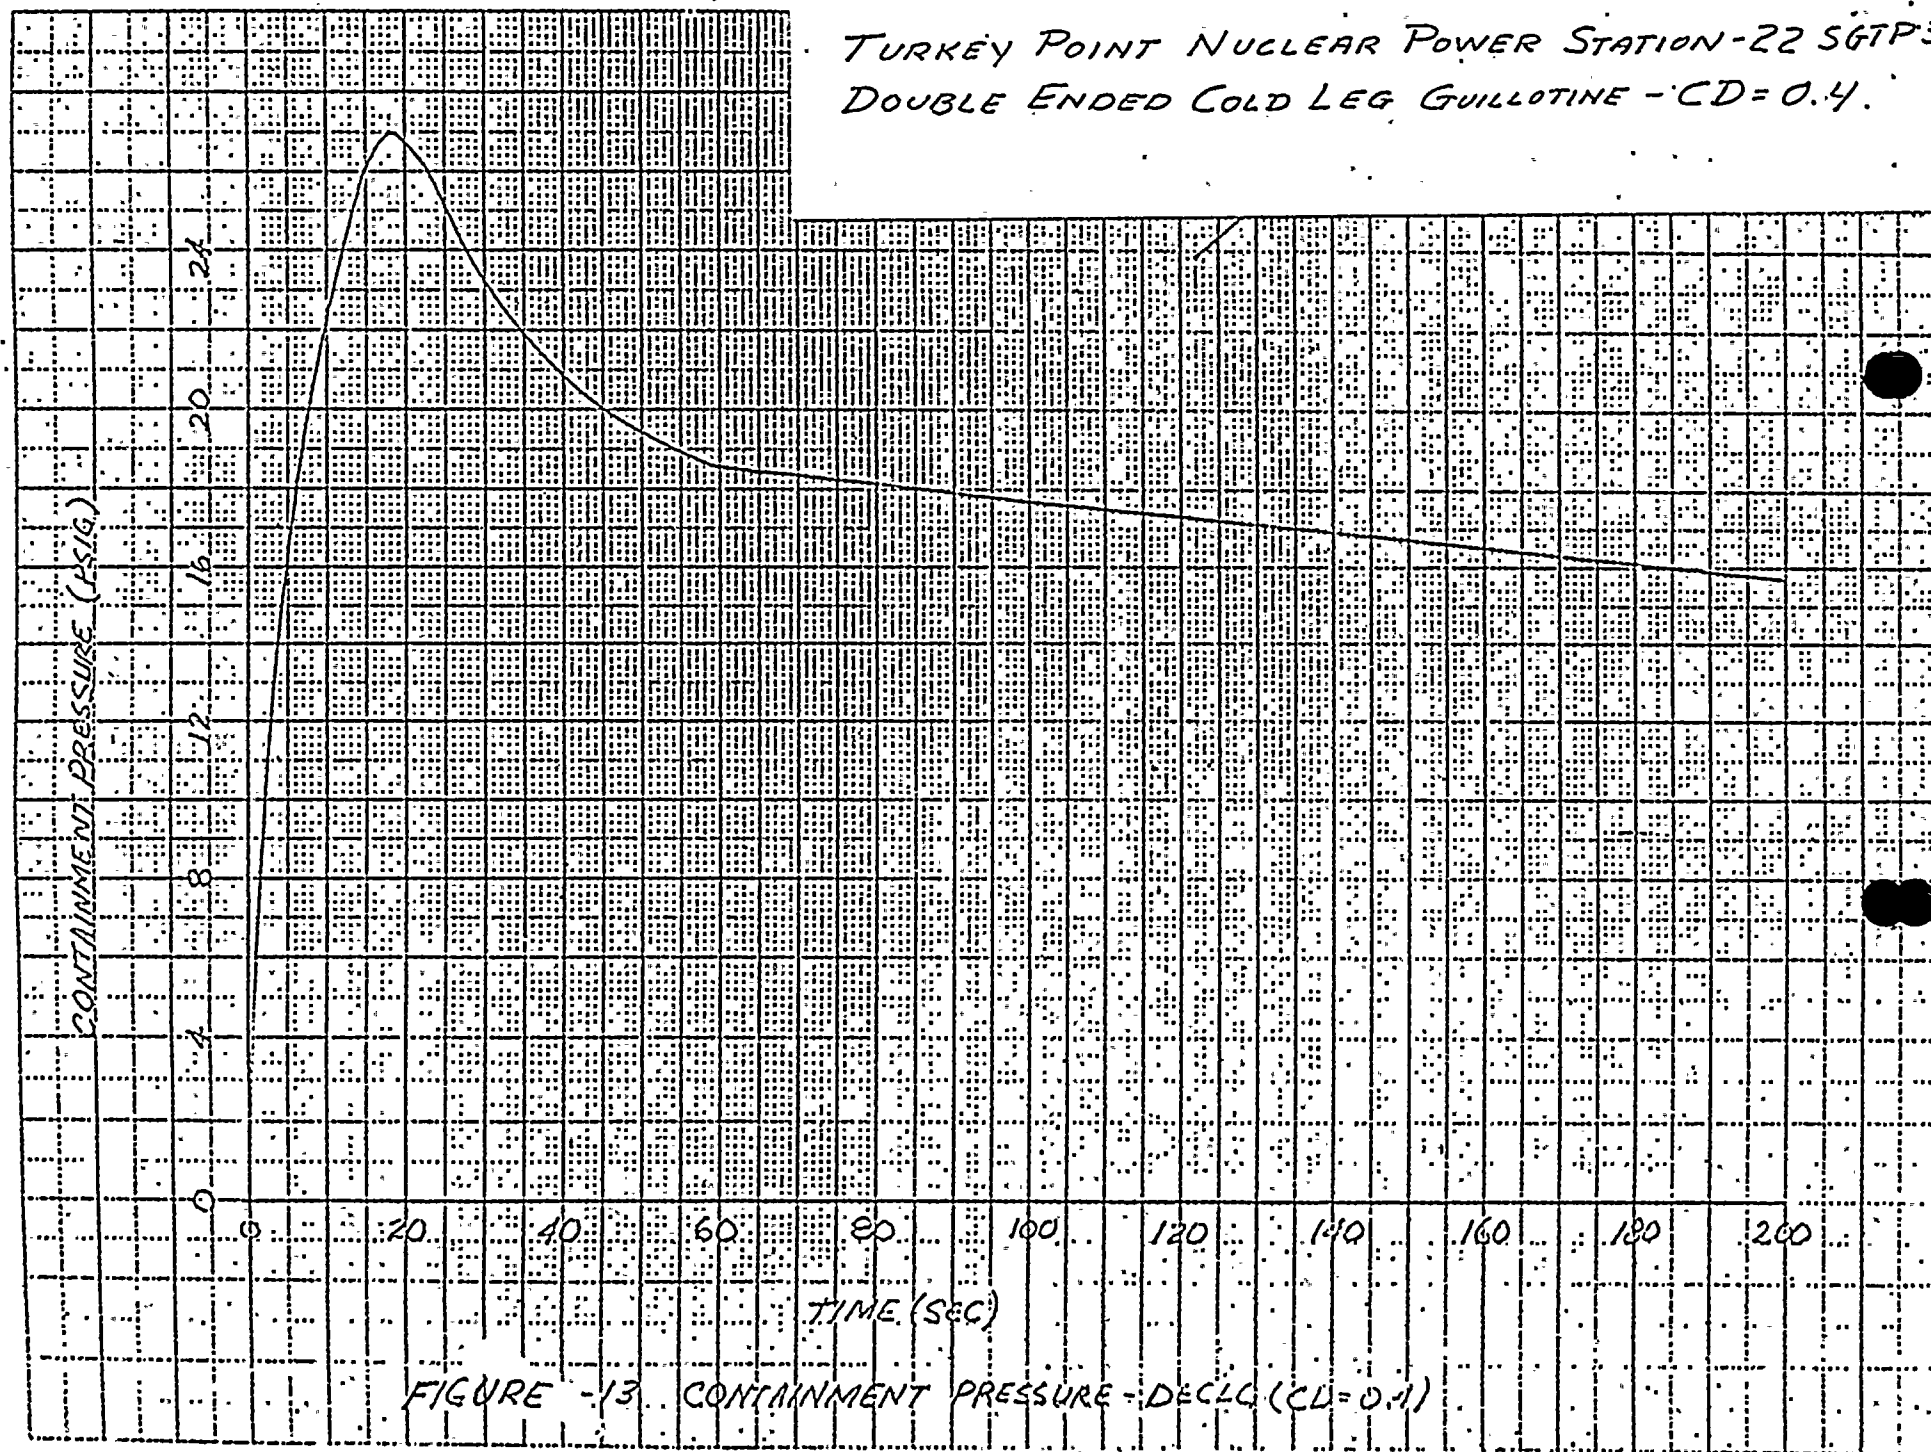 TURKEY POINT NUCLEAR POWER STATION-22 SGTP
DOUBLE ENDED COLD LEG GUILLOTINE - CD = 0.4.
CONTAINMENT PRESSURE (PSIG)
24
20
16
12
8
4
0
0 20 40 60 80 100 120 140 160 180 200
TIME (SEC)
FIGURE -13. CONTAINMENT PRESSURE - DECLG (CD=0.4)